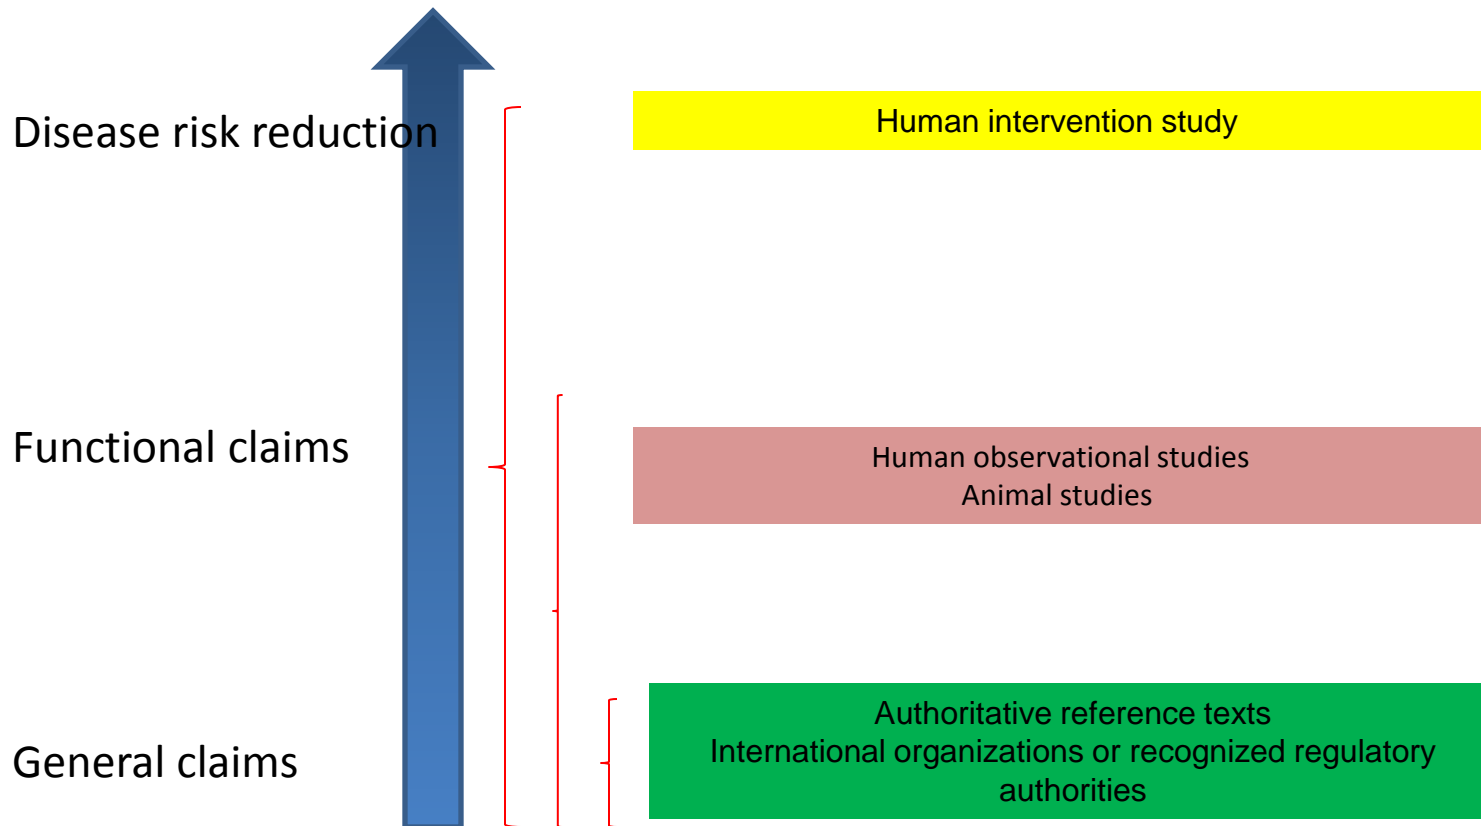 Disease risk reduction
Human intervention study
Functional claims
Human observational studies
Animal studies
General claims
Authoritative reference texts
International organizations or recognized regulatory
authorities